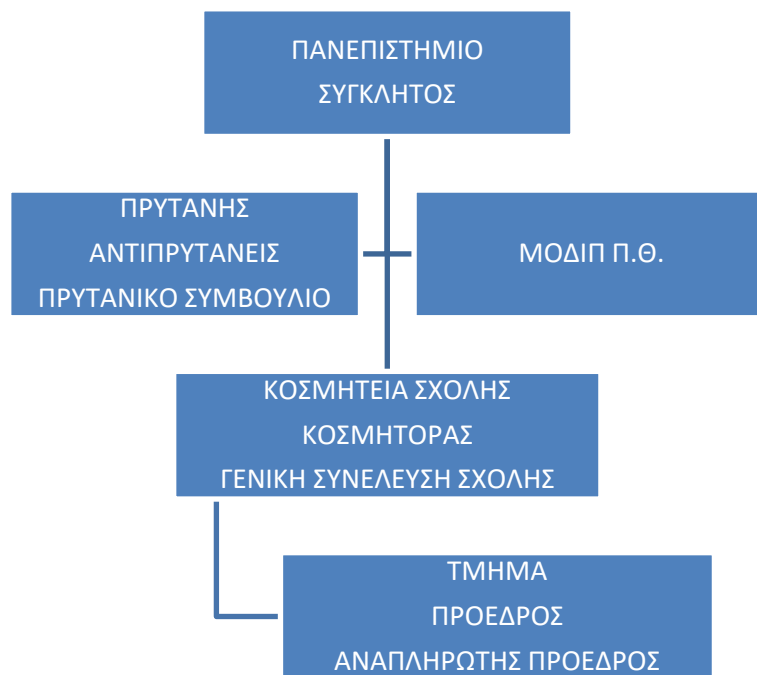 ΠΑΝΕΠΙΣΤΗΜΙΟ
ΣΥΓΚΛΗΤΟΣ
ΠΡΥΤΑΝΗΣ
ΑΝΤΙΠΡΥΤΑΝΕΙΣ
ΠΡΥΤΑΝΙΚΟ ΣΥΜΒΟΥΛΙΟ
ΜΟΔΙΠ Π.Θ.
ΚΟΣΜΗΤΕΙΑ ΣΧΟΛΗΣ
ΚΟΣΜΗΤΟΡΑΣ
ΓΕΝΙΚΗ ΣΥΝΕΛΕΥΣΗ ΣΧΟΛΗΣ
ΤΜΗΜΑ
ΠΡΟΕΔΡΟΣ
ΑΝΑΠΛΗΡΩΤΗΣ ΠΡΟΕΔΡΟΣ